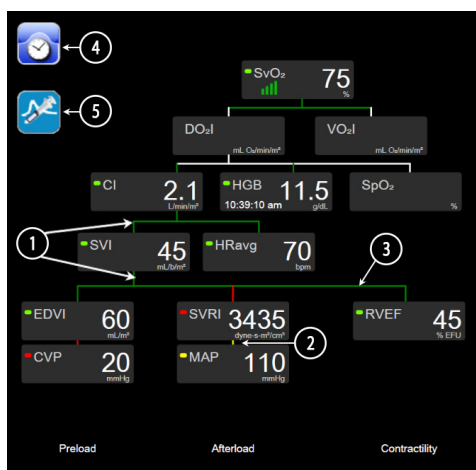 4
SvO₂ 75
%
5
DO₂I
mL O₂/min/m²
VO₂I
mL O₂/min/m²
CI 2.1
L/min/m²
HGB 11.5
10:39:10 am g/dL
SpO₂
%
1
SVI 45
mL/b/m²
HRavg 70
bpm
3
EDVI 60
mL/m²
SVRI 3435
dyne-s-m²/cm⁵
RVEF 45
% EFU
2
CVP 20
mmHg
MAP 110
mmHg
Preload Afterload Contractility